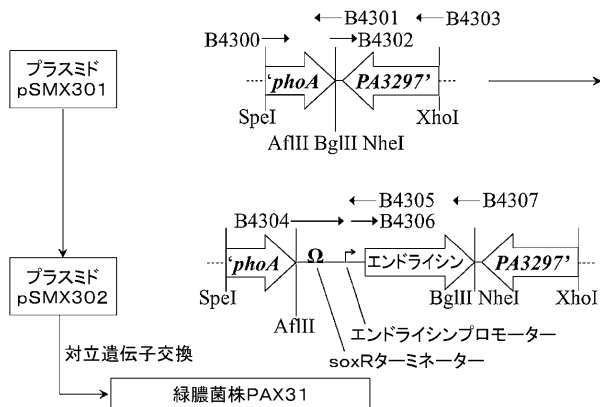 B4301 B4303
B4300 B4302
プラスミド
pSMX301
'phoA PA3297'
SpeI XhoI
AflII BglII NheI
B4305 B4307
B4304 B4306
プラスミド
pSMX302
'phoA Ω エンドライシン PA3297'
SpeI BglII NheI XhoI
AflII
エンドライシンプロモーター
soxRターミネーター
対立遺伝子交換
緑膿菌株PAX31